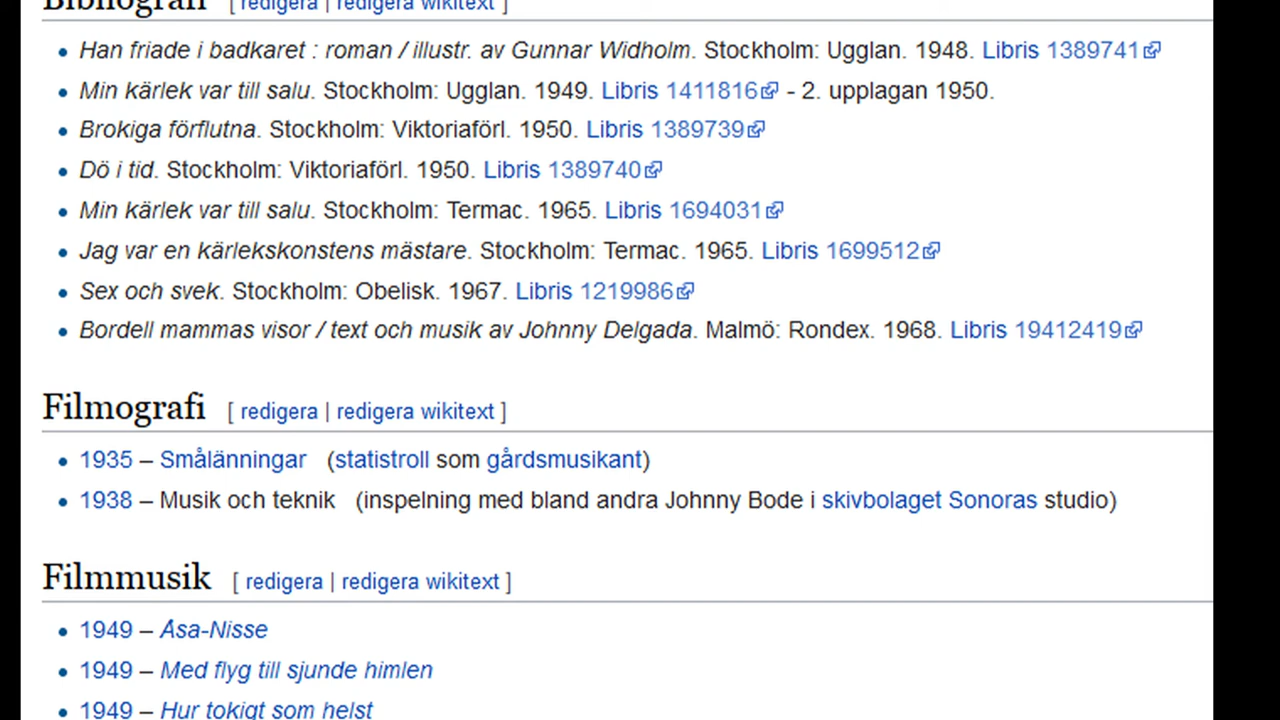 Bibliografi [ redigera | redigera wikitext ]
Han friade i badkaret : roman / illustr. av Gunnar Widholm. Stockholm: Ugglan. 1948. Libris 1389741
Min kärlek var till salu. Stockholm: Ugglan. 1949. Libris 1411816 - 2. upplagan 1950.
Brokiga förflutna. Stockholm: Viktoriaförl. 1950. Libris 1389739
Dö i tid. Stockholm: Viktoriaförl. 1950. Libris 1389740
Min kärlek var till salu. Stockholm: Termac. 1965. Libris 1694031
Jag var en kärlekskonstens mästare. Stockholm: Termac. 1965. Libris 1699512
Sex och svek. Stockholm: Obelisk. 1967. Libris 1219986
Bordell mammas visor / text och musik av Johnny Delgada. Malmö: Rondex. 1968. Libris 19412419
Filmografi [ redigera | redigera wikitext ]
1935 – Smålänningar (statistroll som gårdsmusikant)
1938 – Musik och teknik (inspelning med bland andra Johnny Bode i skivbolaget Sonoras studio)
Filmmusik [ redigera | redigera wikitext ]
1949 – Åsa-Nisse
1949 – Med flyg till sjunde himlen
1949 – Hur tokigt som helst